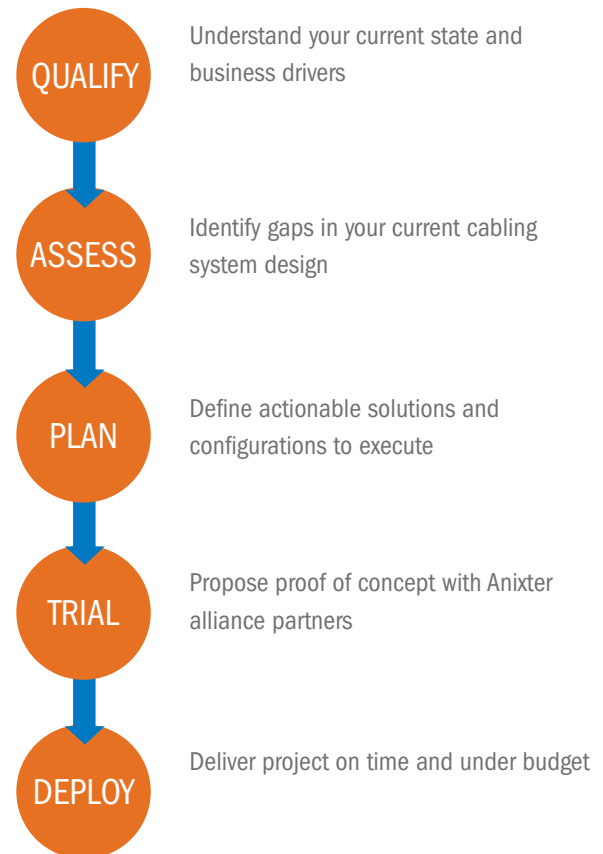 QUALIFY
Understand your current state and
business drivers
ASSESS
Identify gaps in your current cabling
system design
PLAN
Define actionable solutions and
configurations to execute
TRIAL
Propose proof of concept with Anixter
alliance partners
DEPLOY
Deliver project on time and under budget